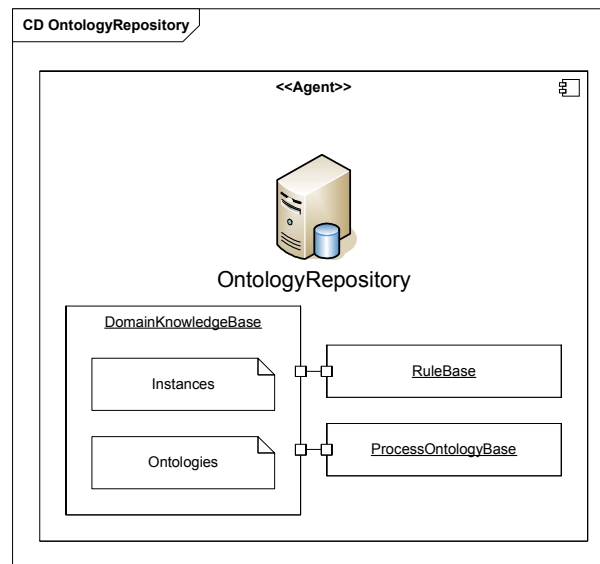 CD OntologyRepository
<<Agent>>
OntologyRepository
DomainKnowledgeBase
Instances
Ontologies
RuleBase
ProcessOntologyBase